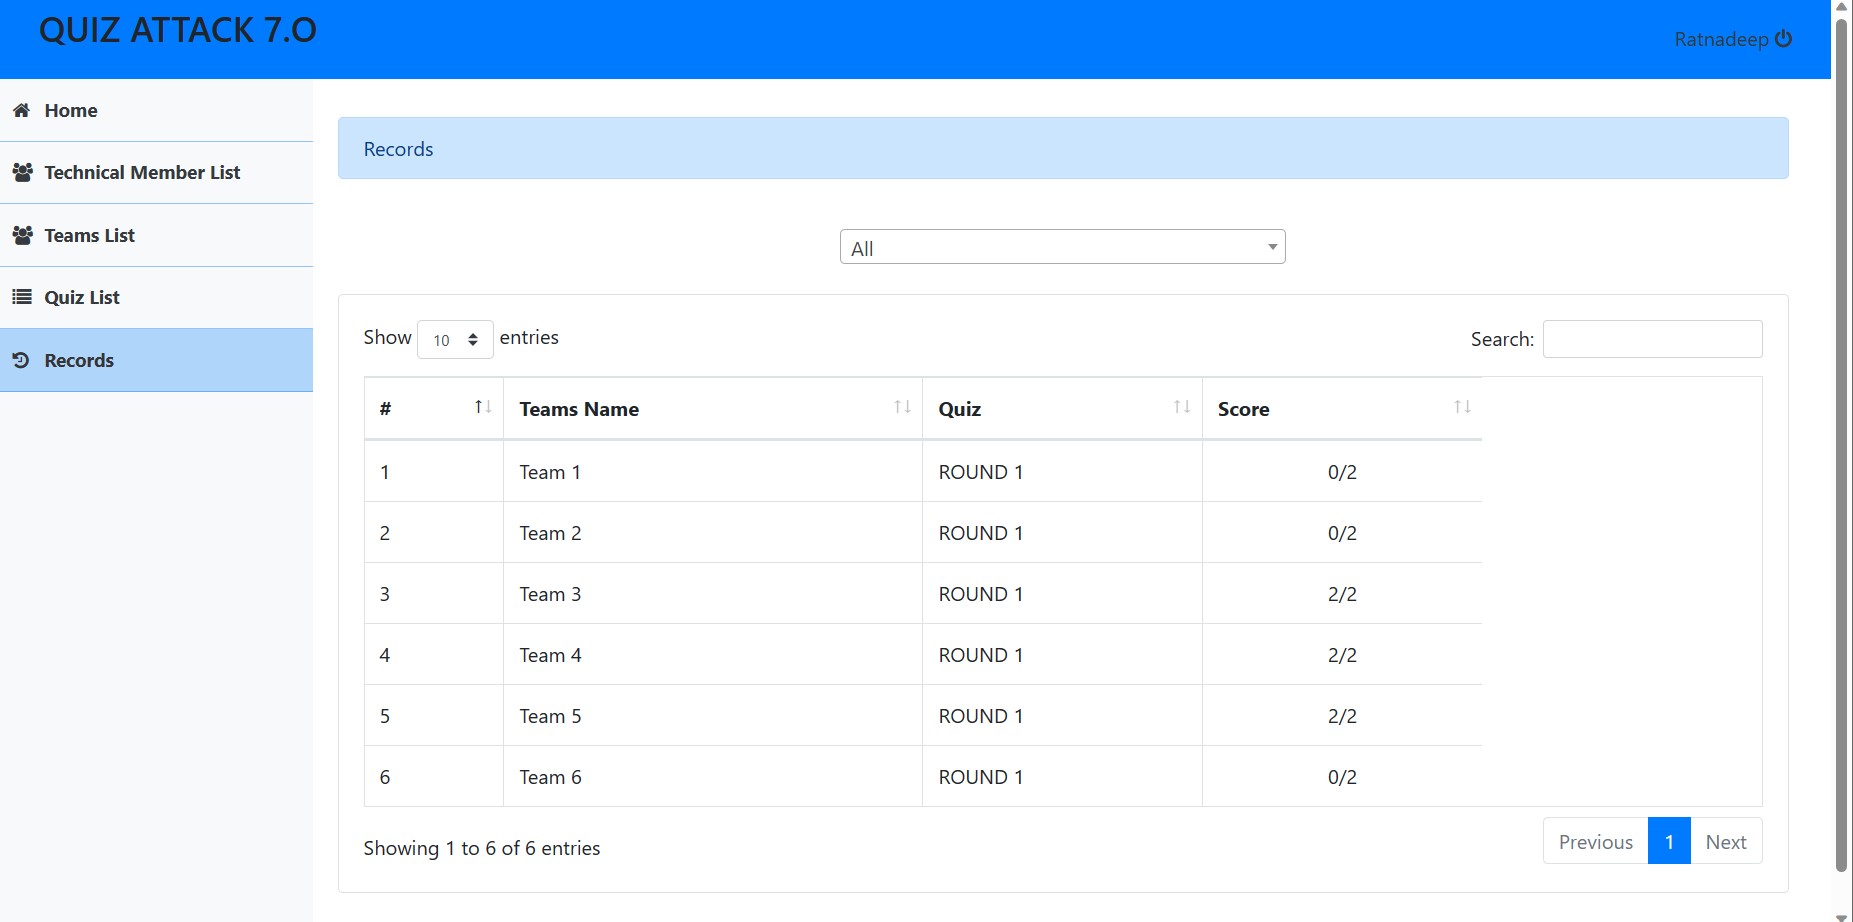 QUIZ ATTACK 7.O
Ratnadeep
Home
Technical Member List
Teams List
Quiz List
Records
Records
All
Show 10 entries
Search:
# Teams Name Quiz Score
1 Team 1 ROUND 1 0/2
2 Team 2 ROUND 1 0/2
3 Team 3 ROUND 1 2/2
4 Team 4 ROUND 1 2/2
5 Team 5 ROUND 1 2/2
6 Team 6 ROUND 1 0/2
Showing 1 to 6 of 6 entries
Previous 1 Next